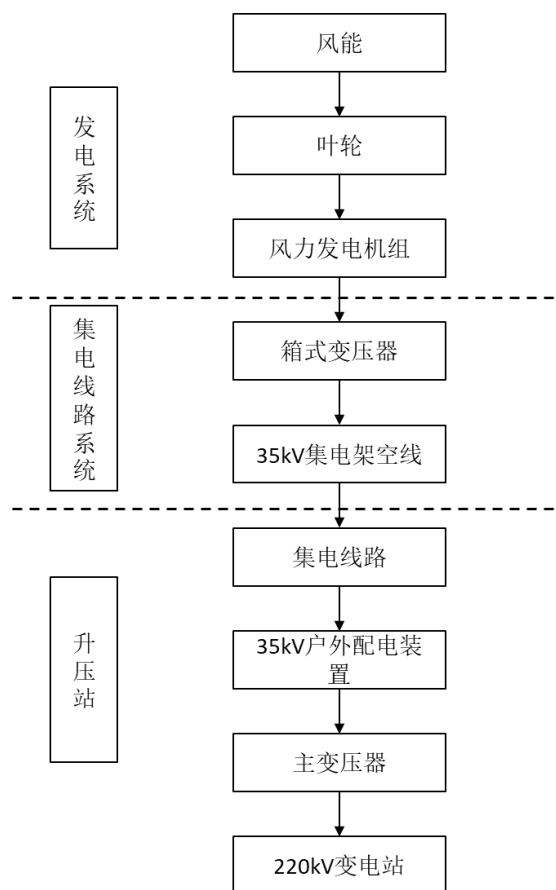 风能
发电系统
叶轮
风力发电机组
集电线路系统
箱式变压器
35kV集电架空线
集电线路
升压站
35kV户外配电装
置
主变压器
220kV变电站